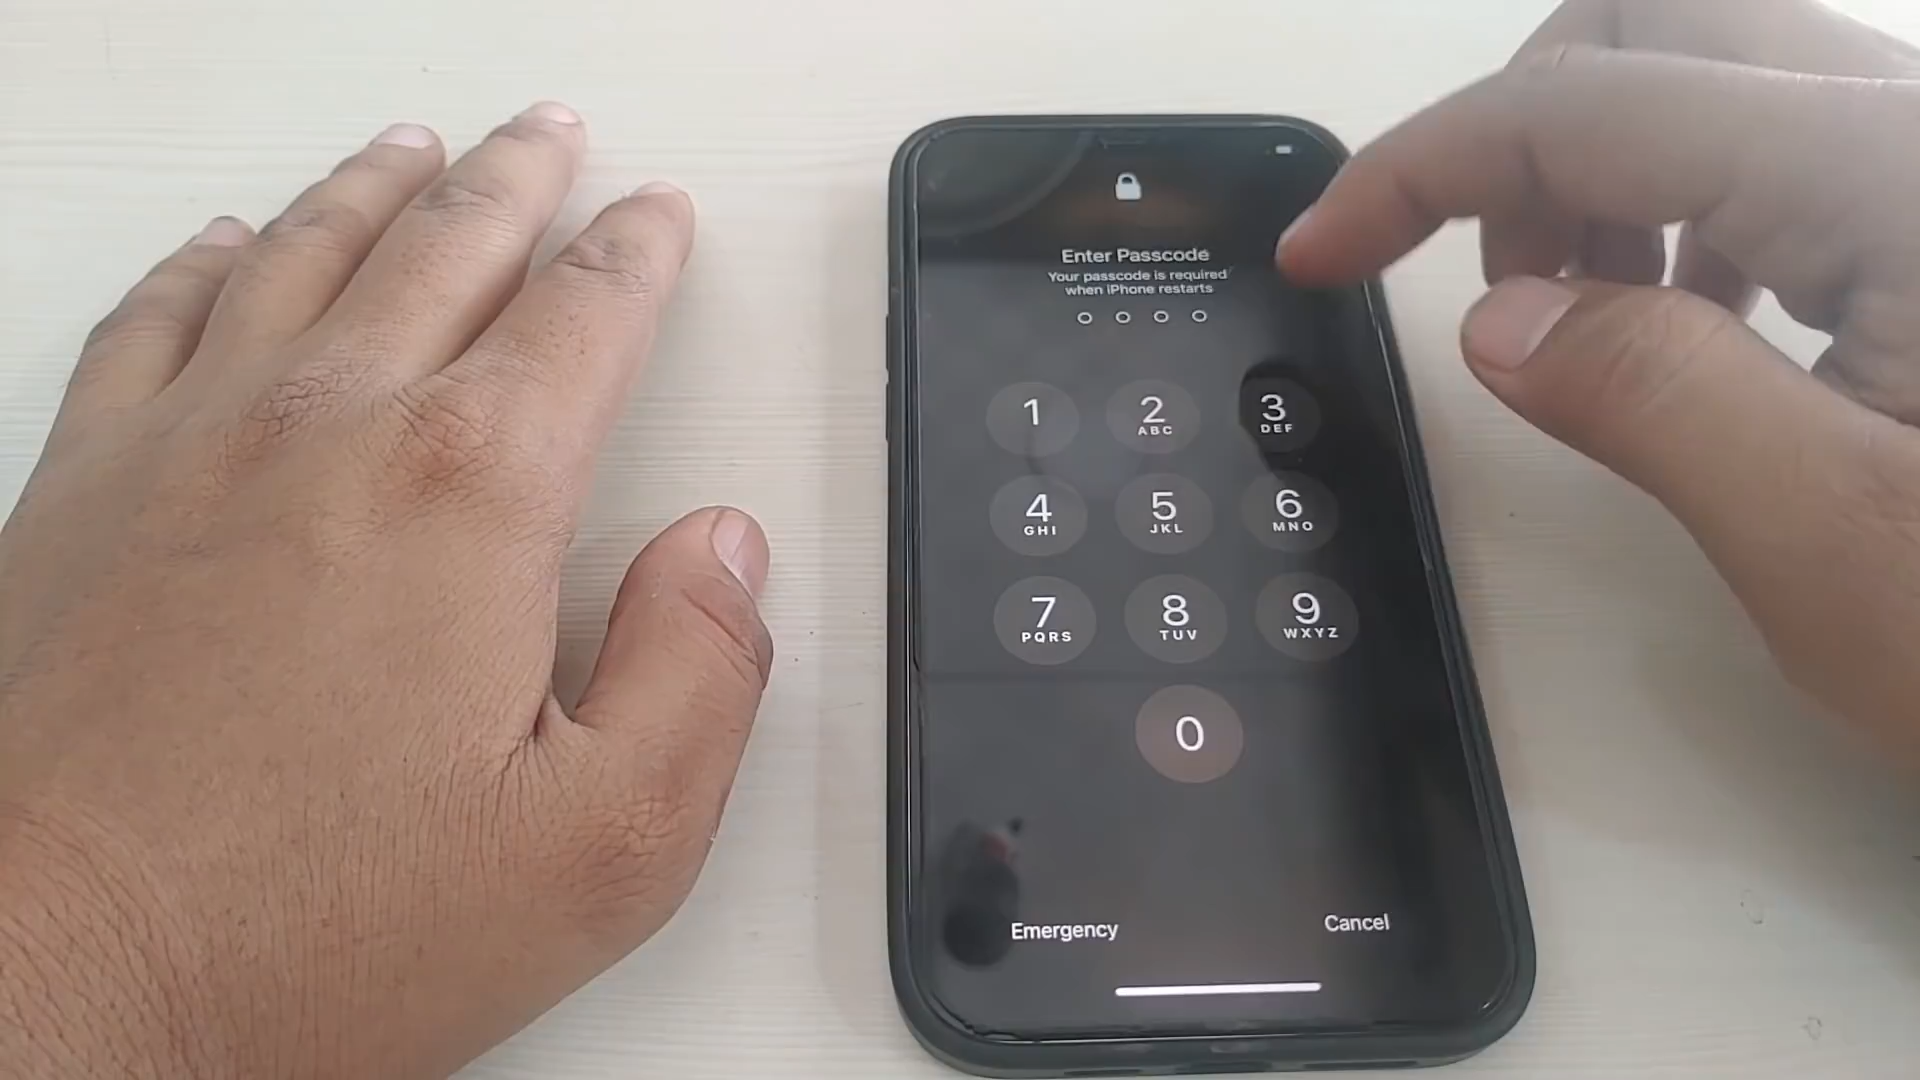 Enter Passcode
Your passcode is required
when iPhone restarts
1
2
ABC
3
DEF
4
GHI
5
JKL
6
MNO
7
PQRS
8
TUV
9
WXYZ
0
Emergency
Cancel